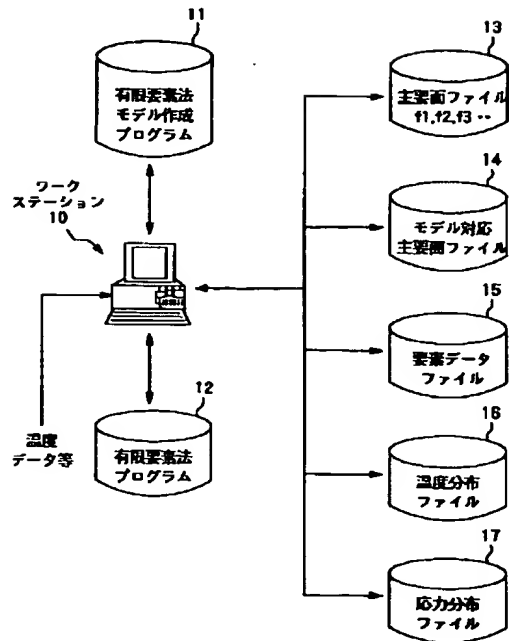 11
有限要素法
モデル作成
プログラム
ワーク
ステーション
10
温度
データ等
12
有限要素法
プログラム
13
主要面ファイル
f1,f2,f3 --
14
モデル対応
主要面ファイル
15
要素データ
ファイル
16
温度分布
ファイル
17
応力分布
ファイル